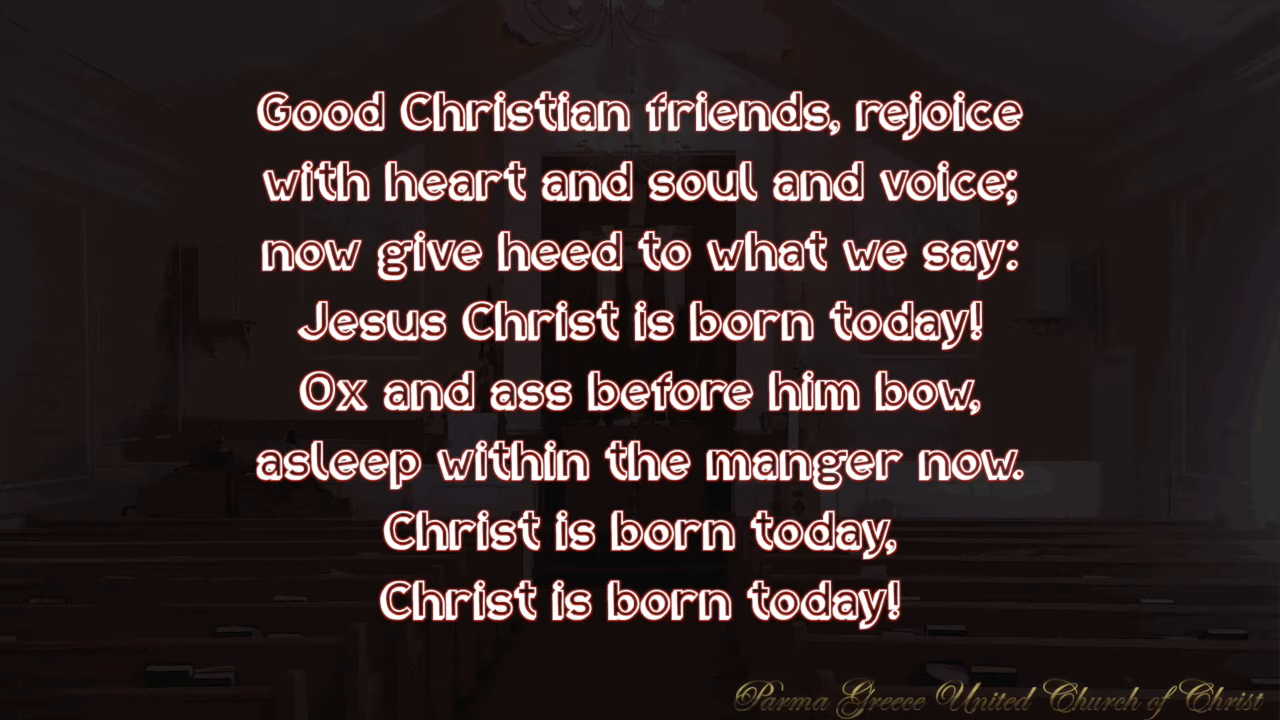 Good Christian friends, rejoice
with heart and soul and voice;
now give heed to what we say:
Jesus Christ is born today!
Ox and ass before him bow,
asleep within the manger now.
Christ is born today,
Christ is born today!
Parma Greece United Church of Christ